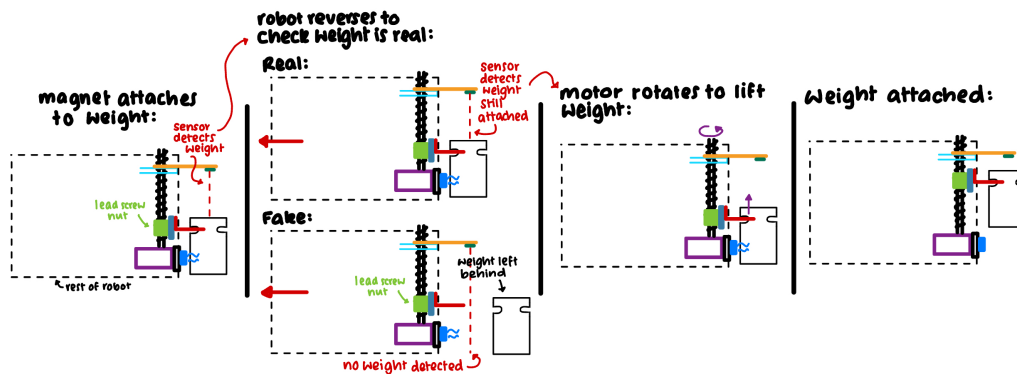 magnet attaches
to weight:
sensor
detects
weight
lead screw
nut
rest of robot
robot reverses to
check weight is real:
Real:
sensor
detects
weight
still
attached
Fake:
lead screw
nut
weight left
behind
no weight detected
motor rotates to lift
weight:
weight attached: